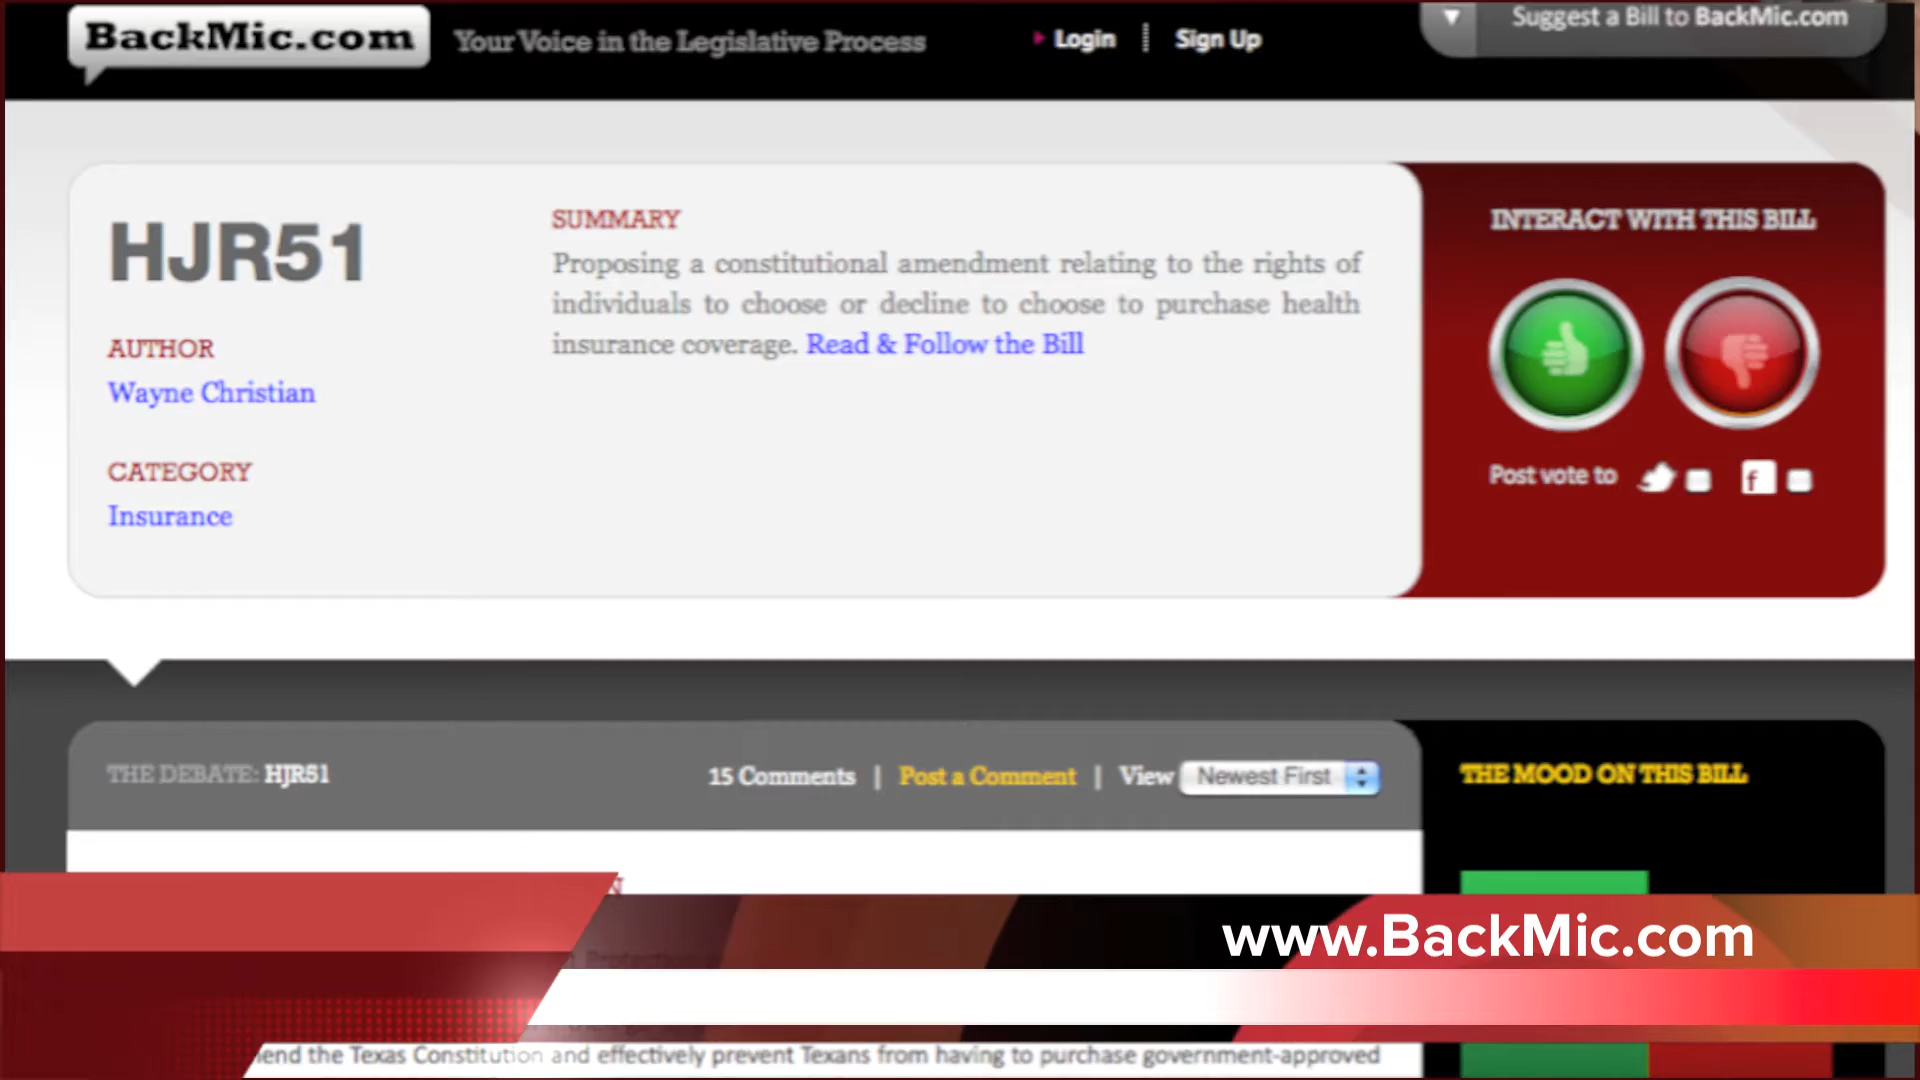 BackMic.com
Your Voice in the Legislative Process
Login
Sign Up
Suggest a Bill to BackMic.com
HJR51
AUTHOR
Wayne Christian
CATEGORY
Insurance
SUMMARY
Proposing a constitutional amendment relating to the rights of
individuals to choose or decline to choose to purchase health
insurance coverage. Read & Follow the Bill
INTERACT WITH THIS BILL
Post vote to
f
THE DEBATE: HJR51
15 Comments | Post a Comment | View Newest First
THE MOOD ON THIS BILL
www.BackMic.com
the Texas Constitution and effectively prevent Texans from having to purchase government-approved